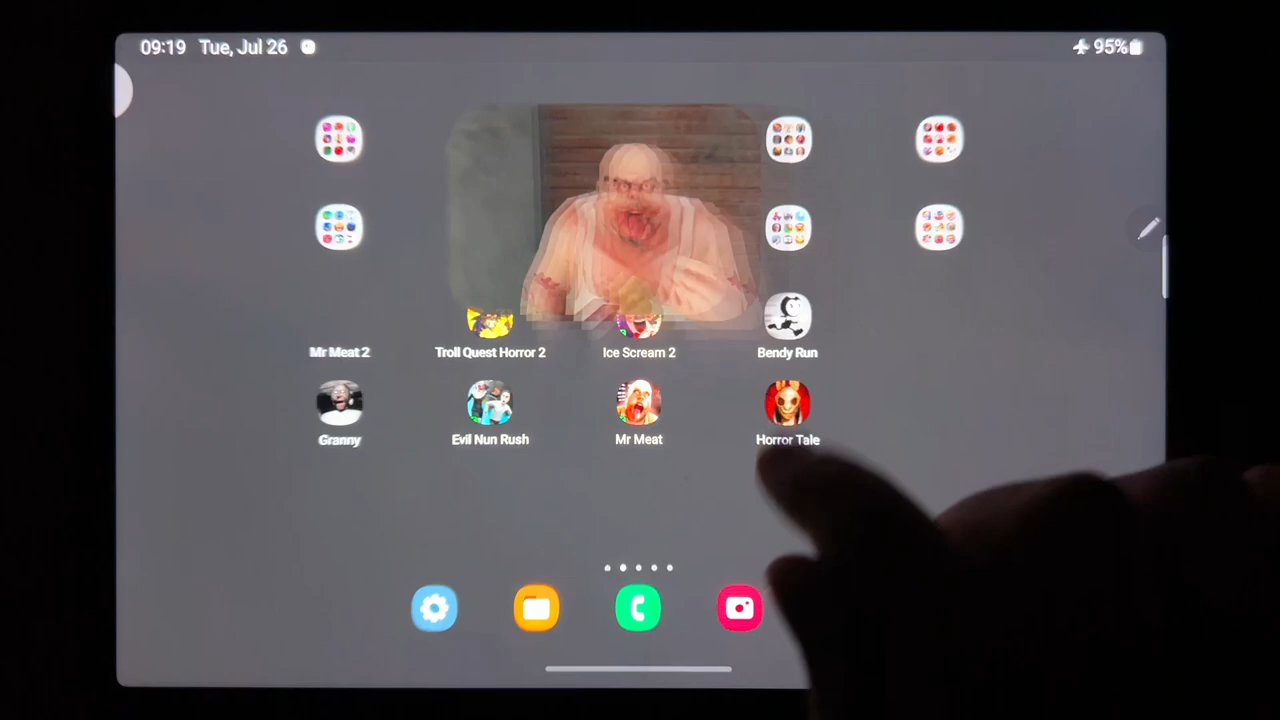 09:19 Tue, Jul 26
95%
Mr Meat 2
Troll Quest Horror 2
Ice Scream 2
Bendy Run
Granny
Evil Nun Rush
Mr Meat
Horror Tale